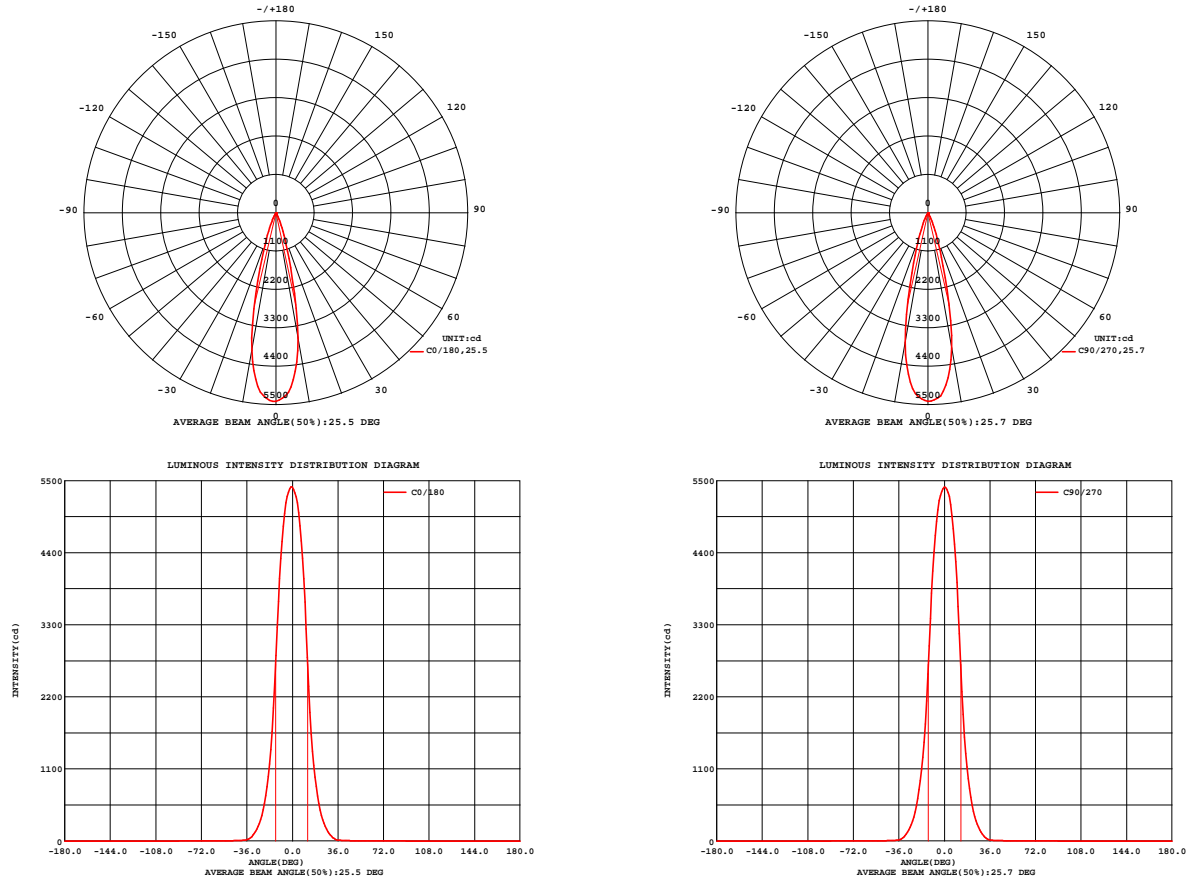 -/+180
-150 150
-120 120
-90 90
-60 60
-30 30
0
0
1100
2200
3300
4400
5500
UNIT:cd
C0/180,25.5
AVERAGE BEAM ANGLE(50%):25.5 DEG
-/+180
-150 150
-120 120
-90 90
-60 60
-30 30
0
0
1100
2200
3300
4400
5500
UNIT:cd
C90/270,25.7
AVERAGE BEAM ANGLE(50%):25.7 DEG
LUMINOUS INTENSITY DISTRIBUTION DIAGRAM
C0/180
INTENSITY(cd)
5500
4400
3300
2200
1100
0
-180.0 -144.0 -108.0 -72.0 -36.0 0.0 36.0 72.0 108.0 144.0 180.0
ANGLE(DEG)
AVERAGE BEAM ANGLE(50%):25.5 DEG
LUMINOUS INTENSITY DISTRIBUTION DIAGRAM
C90/270
INTENSITY(cd)
5500
4400
3300
2200
1100
0
-180.0 -144.0 -108.0 -72.0 -36.0 0.0 36.0 72.0 108.0 144.0 180.0
ANGLE(DEG)
AVERAGE BEAM ANGLE(50%):25.7 DEG